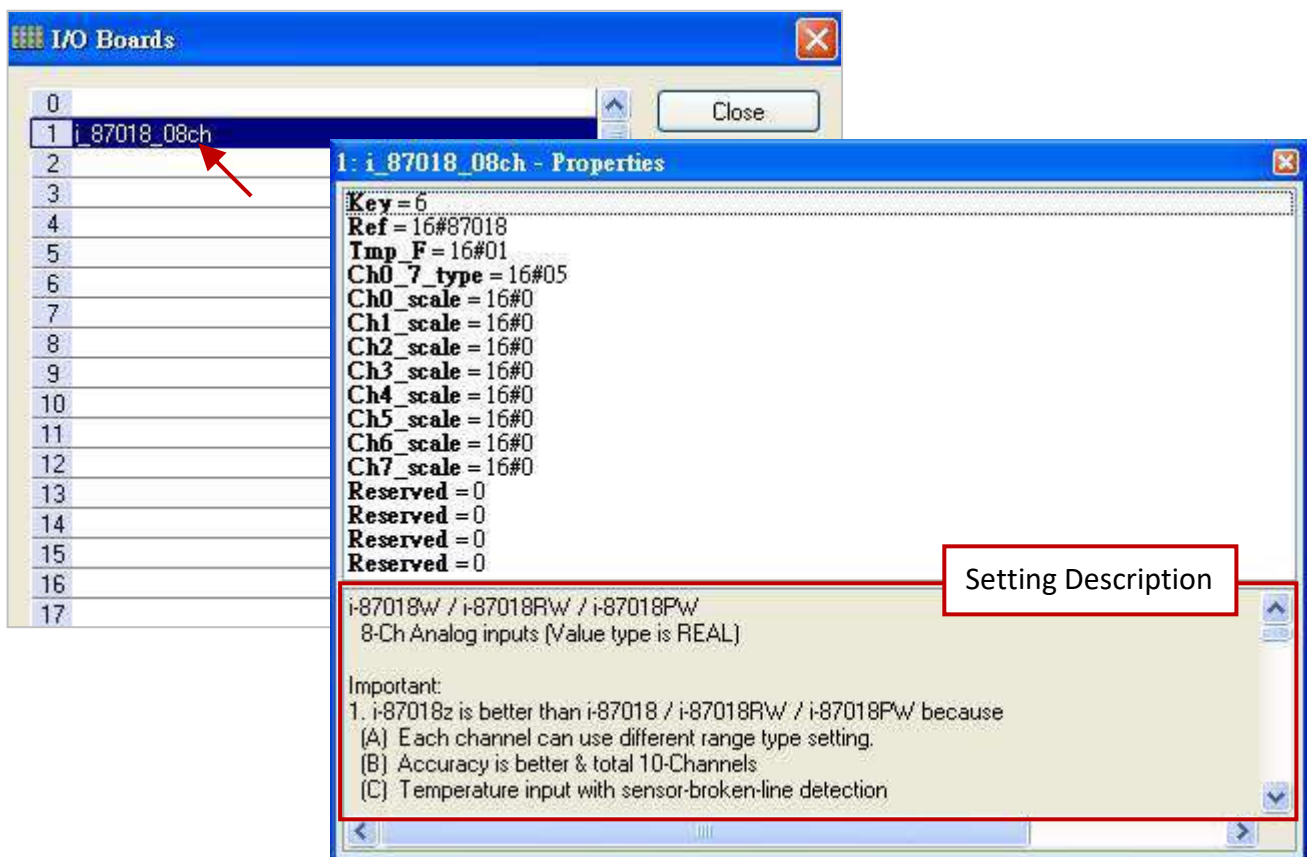 I/O Boards
0
Close
1 i_87018_08ch
2
3
4
5
6
7
8
9
10
11
12
13
14
15
16
17
1: i_87018_08ch - Properties
Key = 6
Ref = 16#87018
Tmp_F = 16#01
Ch0_7_type = 16#05
Ch0_scale = 16#0
Ch1_scale = 16#0
Ch2_scale = 16#0
Ch3_scale = 16#0
Ch4_scale = 16#0
Ch5_scale = 16#0
Ch6_scale = 16#0
Ch7_scale = 16#0
Reserved = 0
Reserved = 0
Reserved = 0
Reserved = 0
Setting Description
i-87018W / i-87018RW / i-87018PW
8-Ch Analog inputs (Value type is REAL)
Important:
1. i-87018z is better than i-87018 / i-87018RW / i-87018PW because
(A) Each channel can use different range type setting.
(B) Accuracy is better & total 10-Channels
(C) Temperature input with sensor-broken-line detection